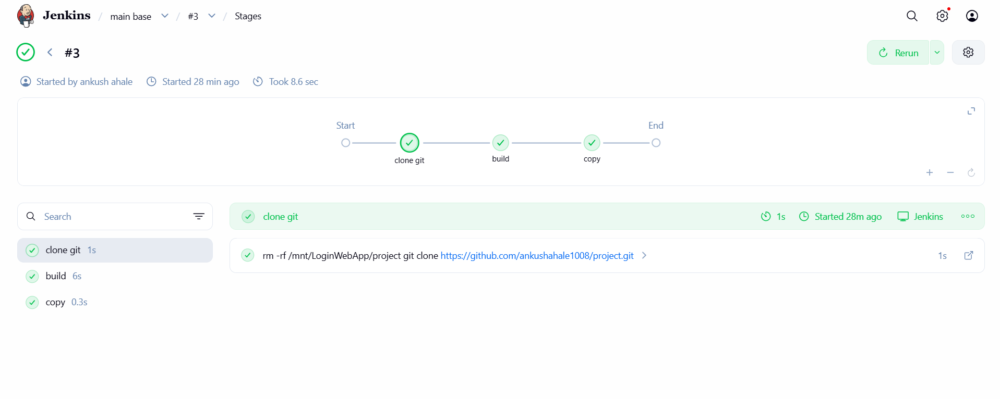 Jenkins / main base / #3 / Stages
#3
Rerun
Started by ankush ahale Started 28 min ago Took 8.6 sec
Start End
clone git build copy
Search
clone git 1s
build 6s
copy 0.3s
clone git 1s Started 28m ago Jenkins
rm -rf /mnt/LoginWebApp/project git clone https://github.com/ankushahale1008/project.git 1s